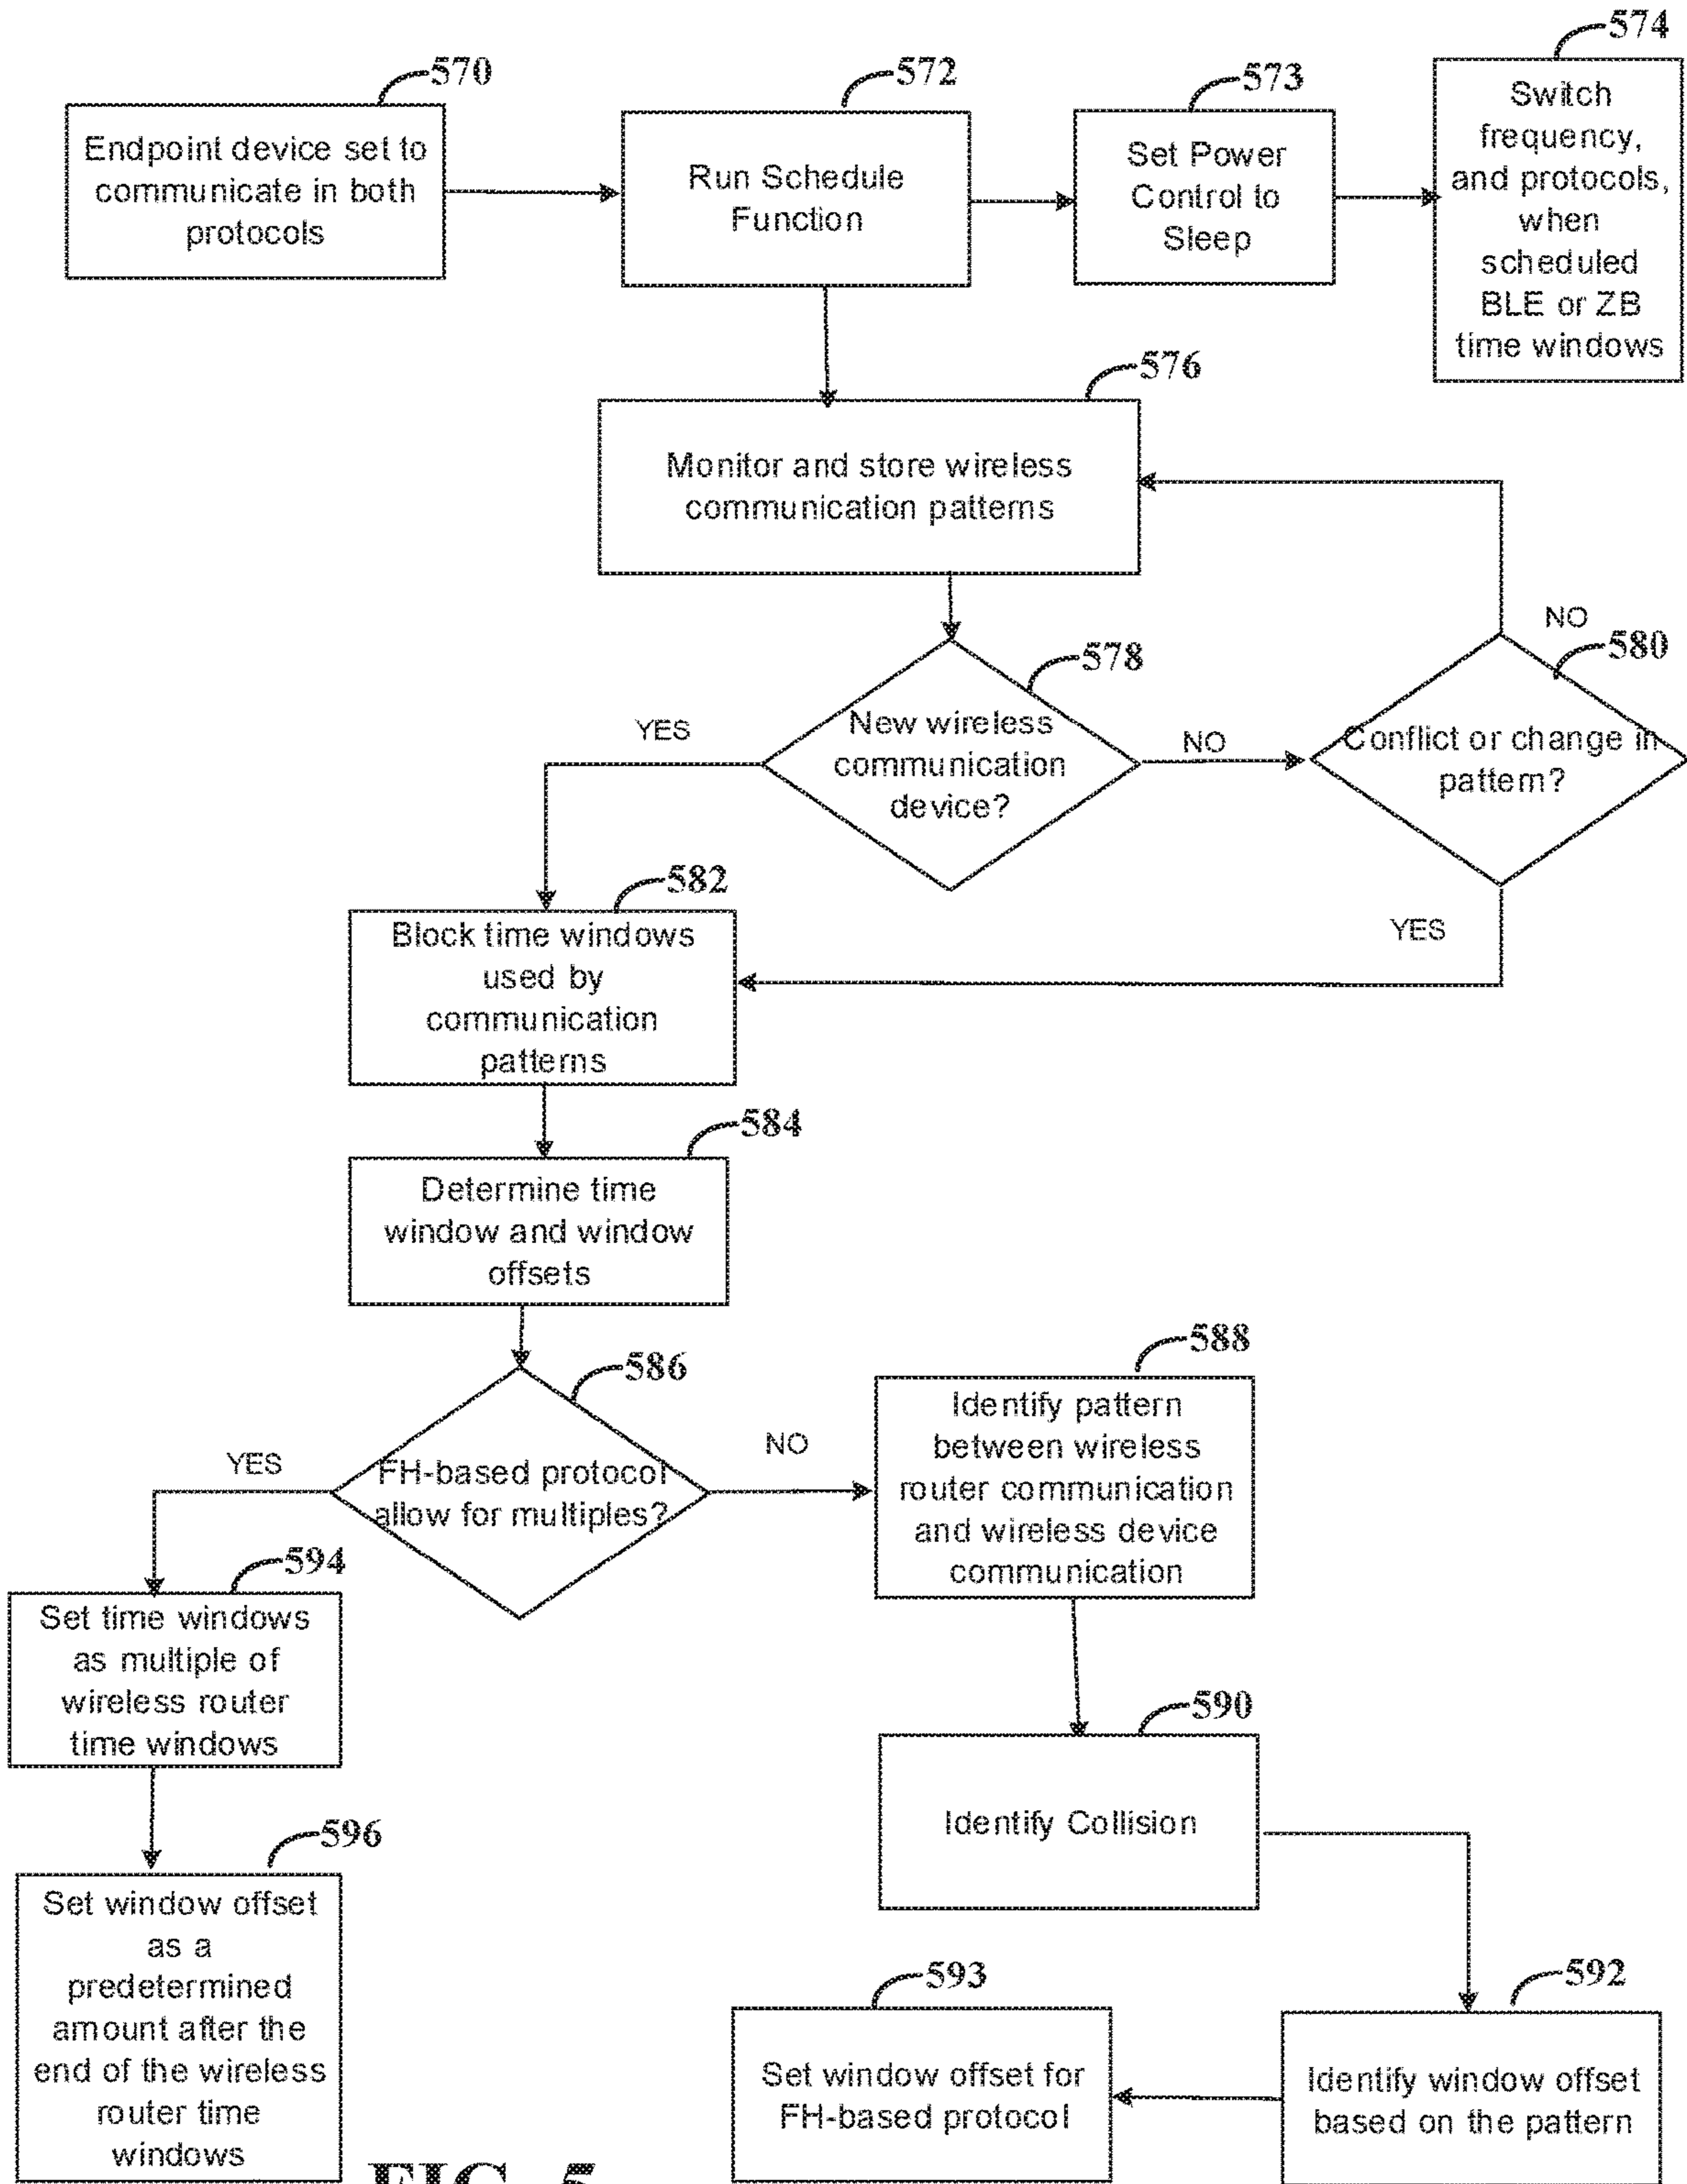 570
Endpoint device set to
communicate in both
protocols
572
Run Schedule
Function
573
Set Power
Control to
Sleep
574
Switch
frequency,
and protocols,
when
scheduled
BLE or ZB
time windows
576
Monitor and store wireless
communication patterns
578
New wireless
communication
device?
YES
NO
580
Conflict or change in
pattern?
NO
YES
582
Block time windows
used by
communication
patterns
584
Determine time
window and window
offsets
586
FH-based protocol
allow for multiples?
YES
NO
588
Identify pattern
between wireless
router communication
and wireless device
communication
594
Set time windows
as multiple of
wireless router
time windows
590
Identify Collision
596
Set window offset
as a
predetermined
amount after the
end of the wireless
router time
windows
593
Set window offset for
FH-based protocol
592
Identify window offset
based on the pattern
FIG. 5